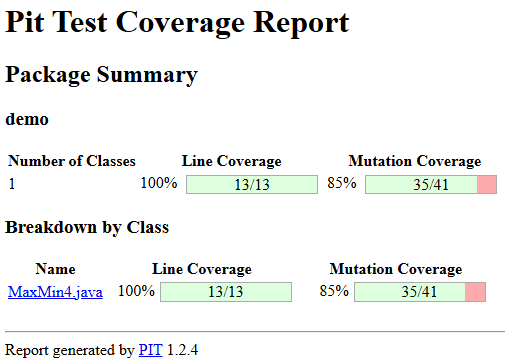 Pit Test Coverage Report
Package Summary
demo
Number of Classes Line Coverage Mutation Coverage
1 100% 13/13 85% 35/41
Breakdown by Class
Name Line Coverage Mutation Coverage
MaxMin4.java 100% 13/13 85% 35/41
Report generated by PIT 1.2.4